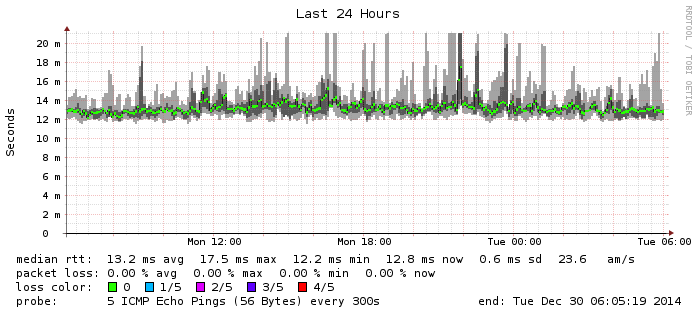 Last 24 Hours
RRDTOOL / TOBI OETIKER
Seconds
20 m
18 m
16 m
14 m
12 m
10 m
8 m
6 m
4 m
2 m
0
Mon 12:00 Mon 18:00 Tue 00:00 Tue 06:00
median rtt: 13.2 ms avg 17.5 ms max 12.2 ms min 12.8 ms now 0.6 ms sd 23.6 am/s
packet loss: 0.00 % avg 0.00 % max 0.00 % min 0.00 % now
loss color: 0 1/5 2/5 3/5 4/5
probe: 5 ICMP Echo Pings (56 Bytes) every 300s end: Tue Dec 30 06:05:19 2014